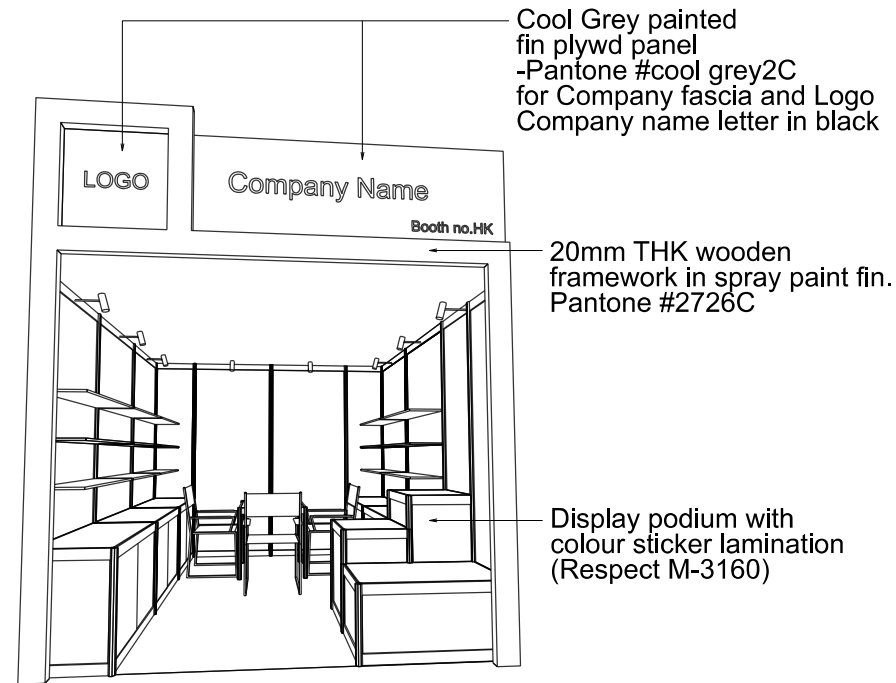 Cool Grey painted
fin plywd panel
-Pantone #cool grey2C
for Company fascia and Logo
Company name letter in black
LOGO
Company Name
Booth no.HK
20mm THK wooden
framework in spray paint fin.
Pantone #2726C
Display podium with
colour sticker lamination
(Respect M-3160)